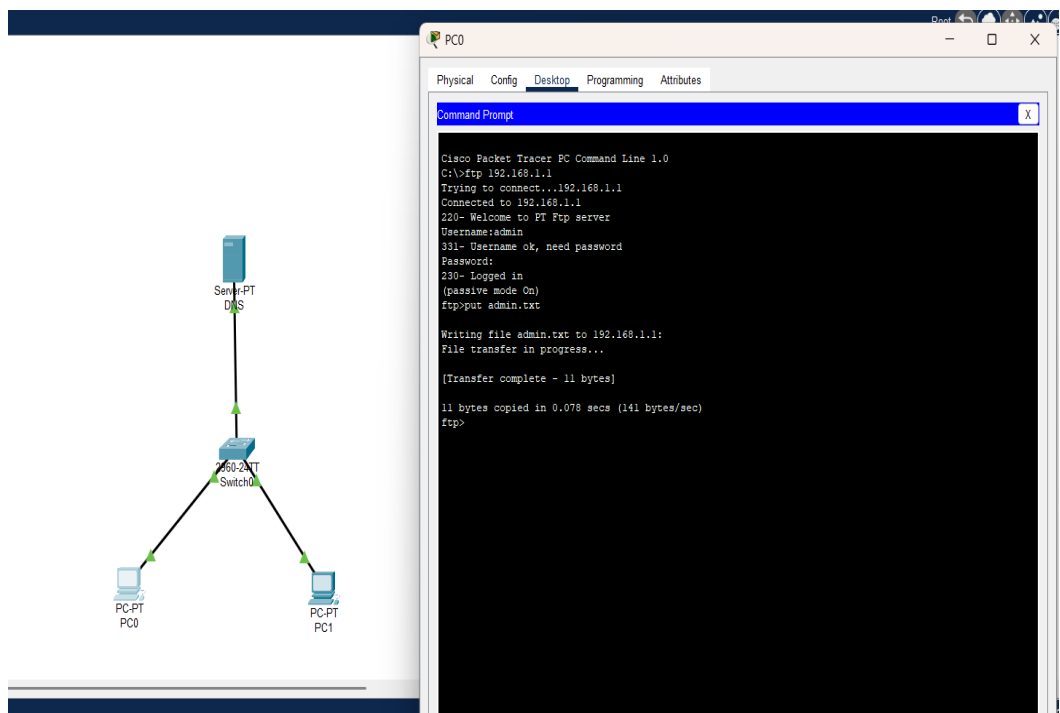 Root
PC0
Physical Config Desktop Programming Attributes
Command Prompt
X
Cisco Packet Tracer PC Command Line 1.0
C:\>ftp 192.168.1.1
Trying to connect...192.168.1.1
Connected to 192.168.1.1
220- Welcome to PT Ftp server
Username:admin
331- Username ok, need password
Password:
230- Logged in
(passive mode On)
ftp>put admin.txt
Writing file admin.txt to 192.168.1.1:
File transfer in progress...
[Transfer complete - 11 bytes]
11 bytes copied in 0.078 secs (141 bytes/sec)
ftp>
Server-PT
DNS
2960-24TT
Switch0
PC-PT
PC0
PC-PT
PC1